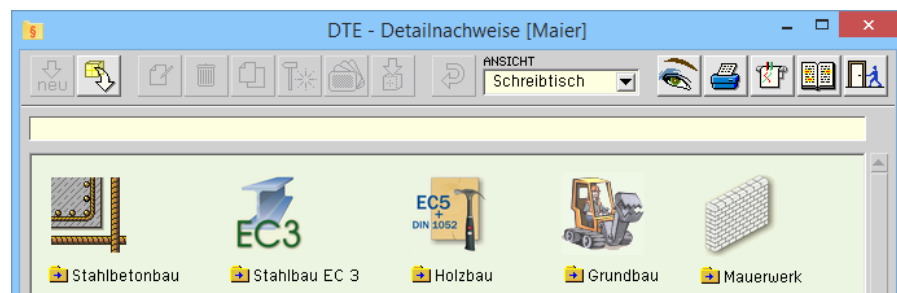 §
DTE - Detailnachweise [Maier]
neu
ANSICHT
Schreibtisch
EC3
EC5
+
DIN 1052
Stahlbetonbau
Stahlbau EC 3
Holzbau
Grundbau
Mauerwerk